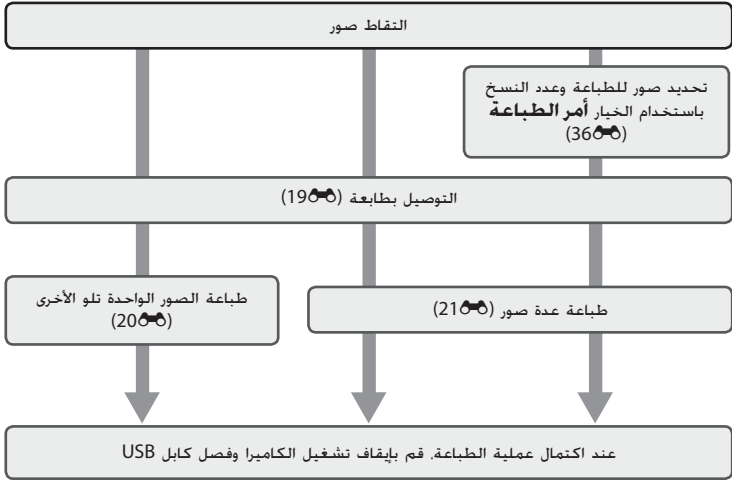 التقاط صور
تحديد صور للطباعة وعدد النسخ
باستخدام الخيار أمر الطباعة
(36)
التوصيل بطابعة (19)
طباعة الصور الواحدة تلو الأخرى
(20)
طباعة عدة صور (21)
عند اكتمال عملية الطباعة, قم بإيقاف تشغيل الكاميرا وفصل كابل USB